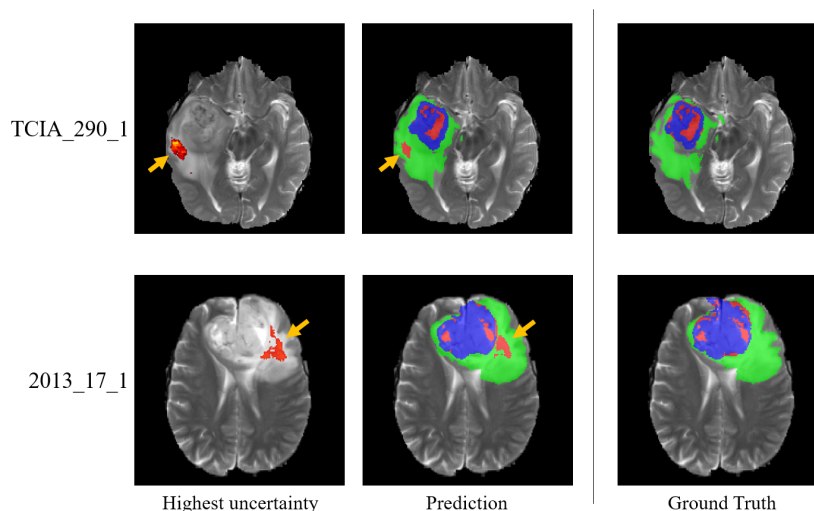 TCIA_290_1
2013_17_1
Highest uncertainty
Prediction
Ground Truth